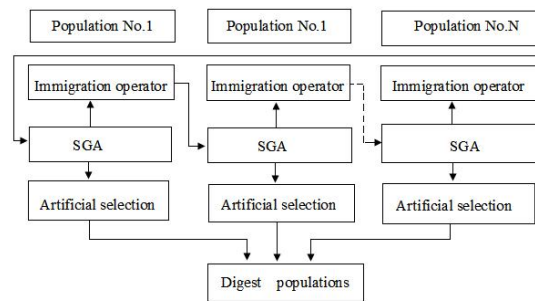 Population No.1
Population No.1
Population No.N
Immigration operator
Immigration operator
Immigration operator
SGA
SGA
SGA
Artificial selection
Artificial selection
Artificial selection
Digest populations